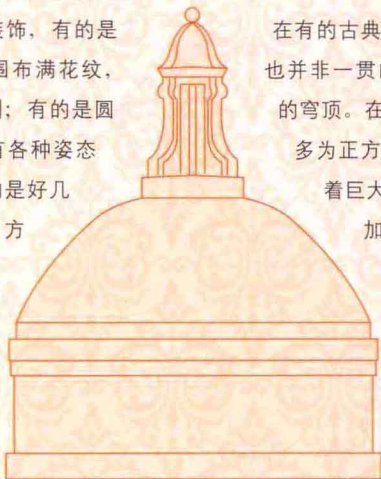 装饰，有的是
围布满花纹，
；有的是圆
有各种姿态
是好几
方
在有的古典
也并非一贯
的穹顶。在
多为正方
着巨大
加